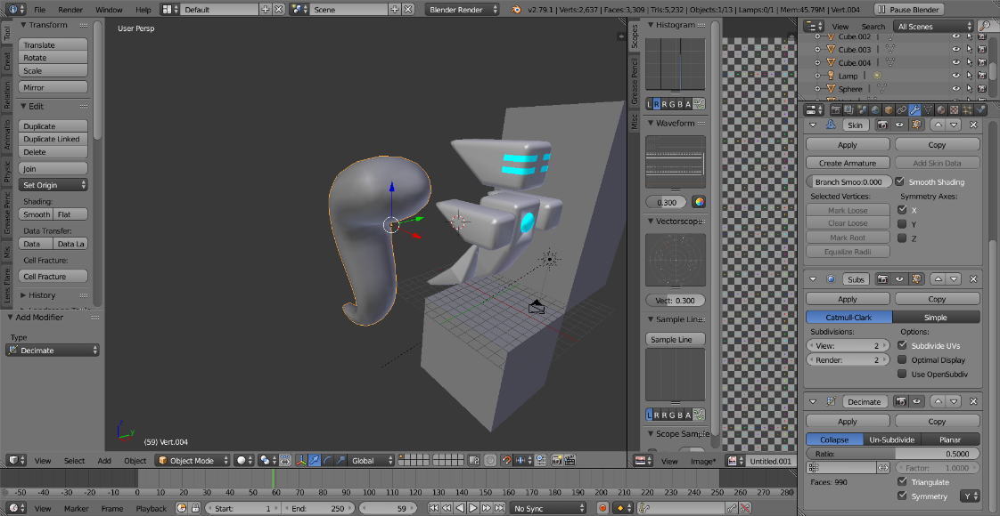 File Render Window Help Default Scene Blender Render v2.79.1 | Verts:2,637 | Faces:3,309 | Tris:5,232 | Objects:1/13 | Lamps:0/1 | Mem:45.79M | Vert.004 Pause Blender
Tool
Creat
Relation
Animatio
Physic
Grease Penc
Mis
Lens Flare
Transform
Translate
Rotate
Scale
Mirror
Edit
Duplicate
Duplicate Linked
Delete
Join
Set Origin
Shading:
Smooth Flat
Data Transfer:
Data Data La
Cell Fracture:
Cell Fracture
History
Add Modifier
Type
Decimate
User Persp
(59) Vert.004
View Select Add Object Object Mode Global
Scopes
Grease Pencil
Misc
Histogram
L R R G B A
Waveform
0.300
Vectorscop
Vect: 0.300
Sample Line
Sample Line
L R R G B A
Scope Sample
View Image* Untitled.001
View Search All Scenes
Cube.002
Cube.003
Cube.004
Lamp
Sphere
Skin
Apply Copy
Create Armature Add Skin Data
Branch Smoo:0.000 Smooth Shading
Selected Vertices: Symmetry Axes:
Mark Loose X
Clear Loose Y
Mark Root Z
Equalize Radii
Subs
Apply Copy
Catmull-Clark Simple
Subdivisions: Options:
View: 2 Subdivide UVs
Render: 2 Optimal Display
Use OpenSubdiv
Decimate
Apply Copy
Collapse Un-Subdivide Planar
Ratio: 0.5000
Factor: 1.0000
Faces: 990 Triangulate
Symmetry Y
-50 -40 -30 -20 -10 0 10 20 30 40 50 60 70 80 90 100 110 120 130 140 150 160 170 180 190 200 210 220 230 240 250 260 270 280
View Marker Frame Playback Start: 1 End: 250 59 No Sync